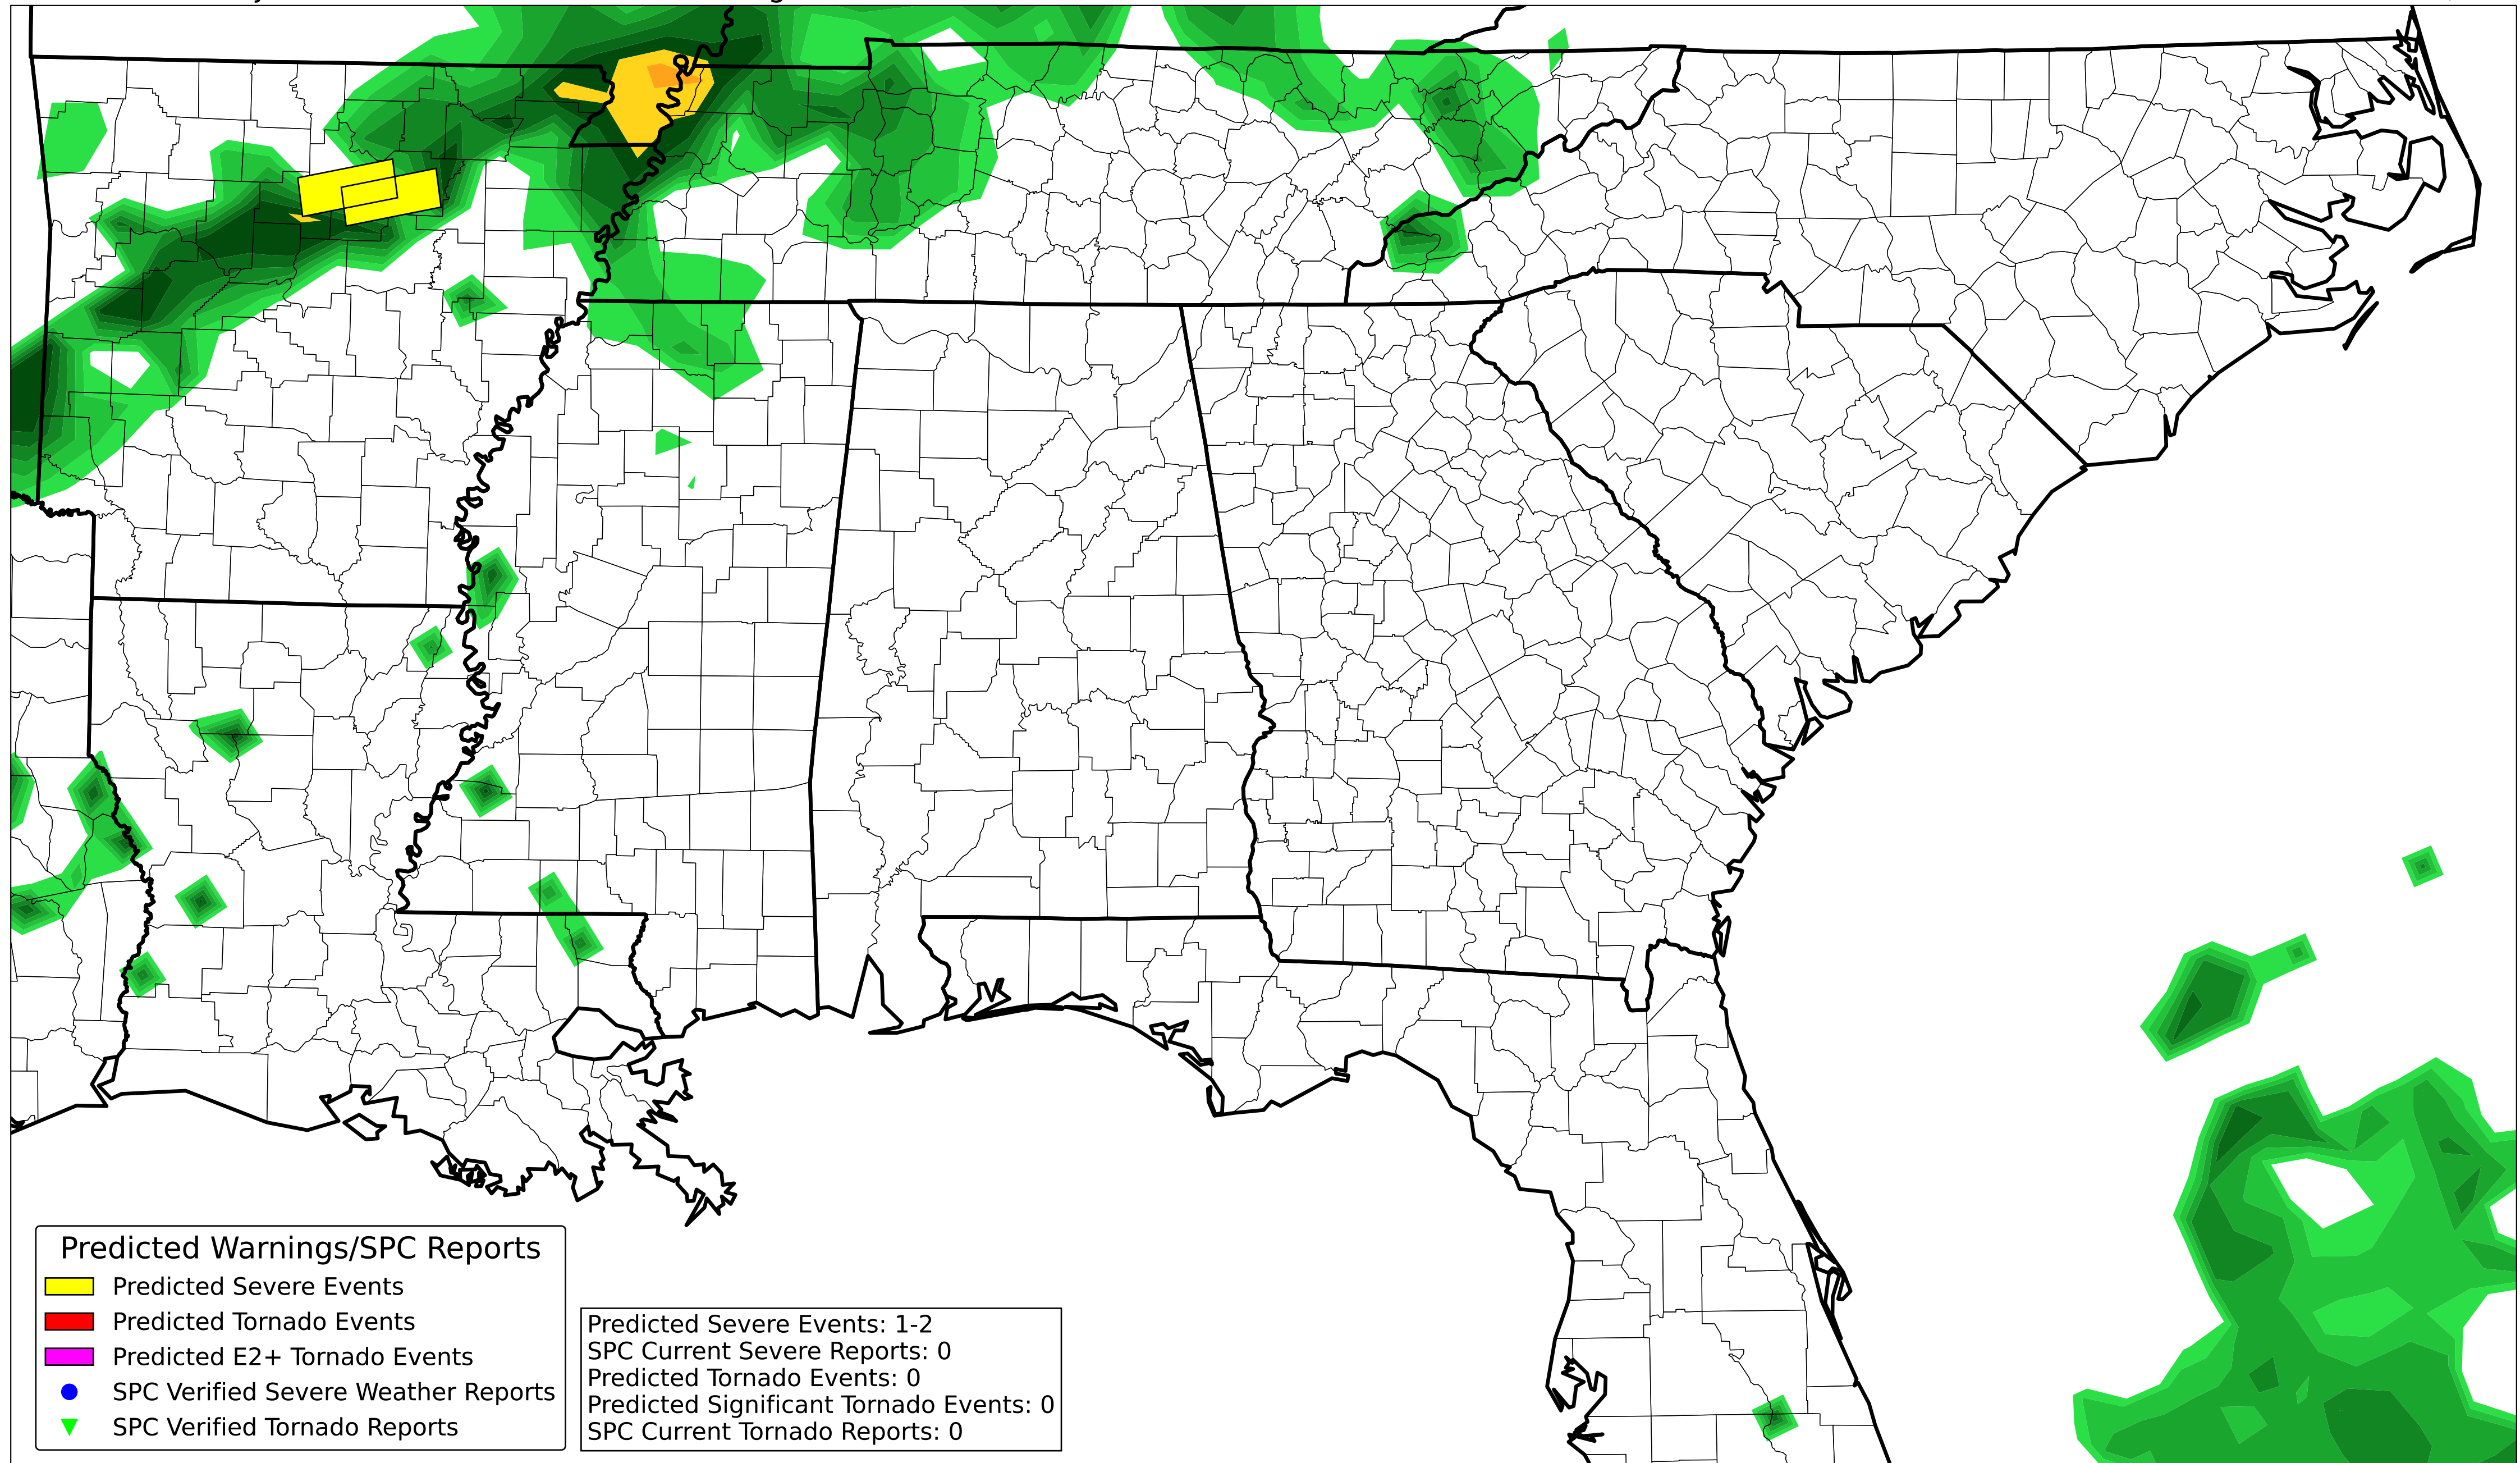 Predicted Warnings/SPC Reports
Predicted Severe Events
Predicted Tornado Events
Predicted E2+ Tornado Events
SPC Verified Severe Weather Reports
SPC Verified Tornado Reports
Predicted Severe Events: 1-2
SPC Current Severe Reports: 0
Predicted Tornado Events: 0
Predicted Significant Tornado Events: 0
SPC Current Tornado Reports: 0